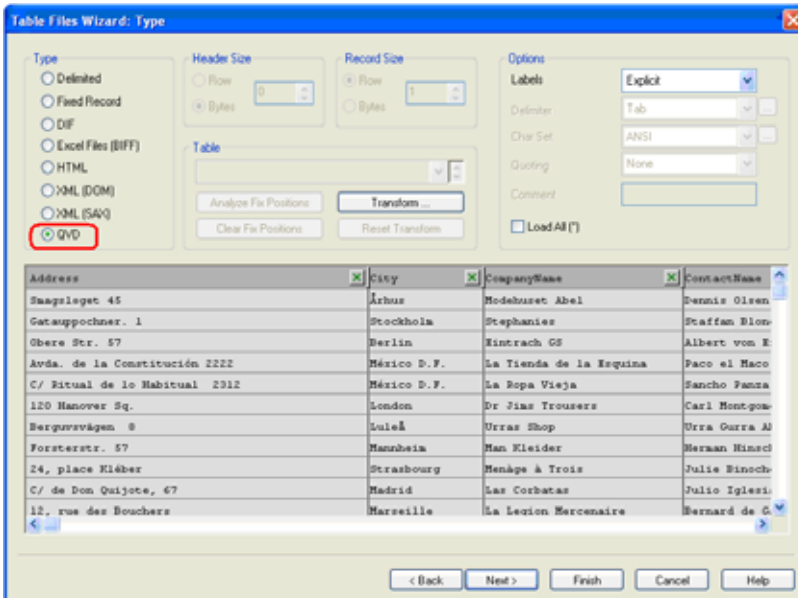 Table Files Wizard: Type
Type
Delimited
Fixed Record
DIF
Excel Files (BIFF)
HTML
XML (DOM)
XML (SAX)
QVD
Header Size
Row
Bytes
0
Record Size
Row
Bytes
1
Table
Analyze Fix Positions
Transform ...
Clear Fix Positions
Reset Transform
Options
Labels
Explicit
Delimiter
Tab
...
Char Set
ANSI
...
Quoting
None
Comment
Load All (*)
Address City CompanyName ContactName
Smagsloget 45 Århus Modehuset Abel Dennis Olsen
Gatauppochner. 1 Stockholm Stephanies Staffan Blon
Obere Str. 57 Berlin Eintrach GS Albert von
Avda. de la Constitución 2222 México D.F. La Tienda de la Esquina Paco el Maco
C/ Ritual de lo Habitual 2312 México D.F. La Ropa Vieja Sancho Panza
120 Hanover Sq. London Dr Jims Trousers Carl Montgom
Berguvsvägen 8 Luleå Urras Shop Urra Gurra
Forsterstr. 57 Mannheim Man Kleider Herman Hinsc
24, place Kléber Strasbourg Menàge à Trois Julie Binoch
C/ de Don Quijote, 67 Madrid Las Corbatas Julio Iglesi
12, rue des Bouchers Marseille La Legion Mercenaire Bernard de
< Back
Next >
Finish
Cancel
Help